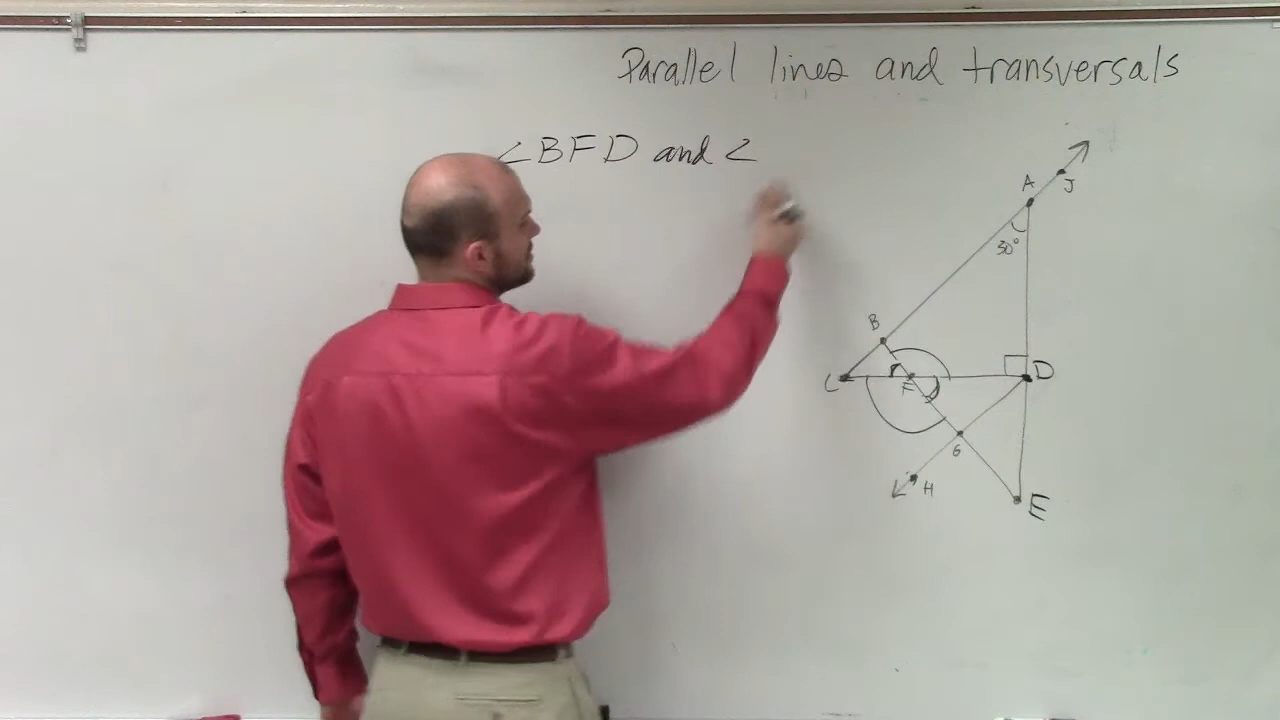 Parallel lines and transversals
∠BFD and ∠
A
J
30°
B
C
F
D
G
H
E